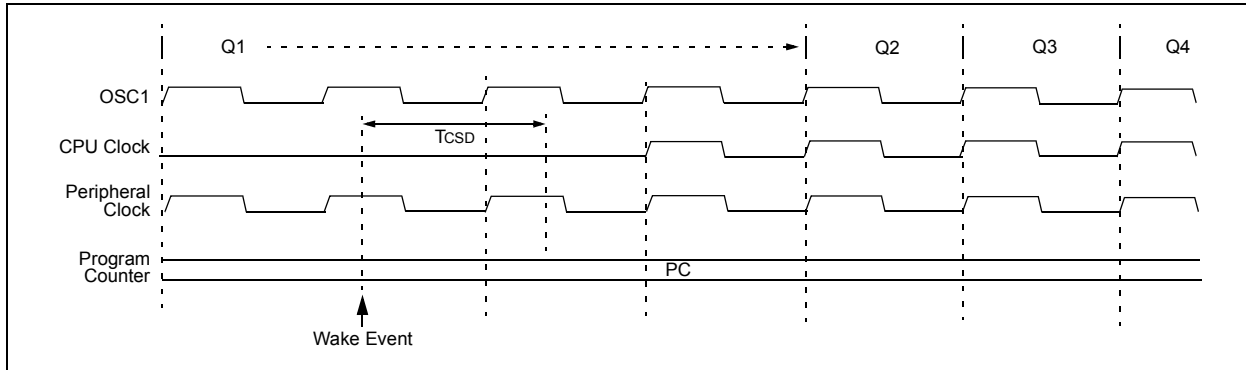 Q1 Q2 Q3 Q4
OSC1
TCSD
CPU Clock
Peripheral
Clock
Program
Counter
PC
Wake Event